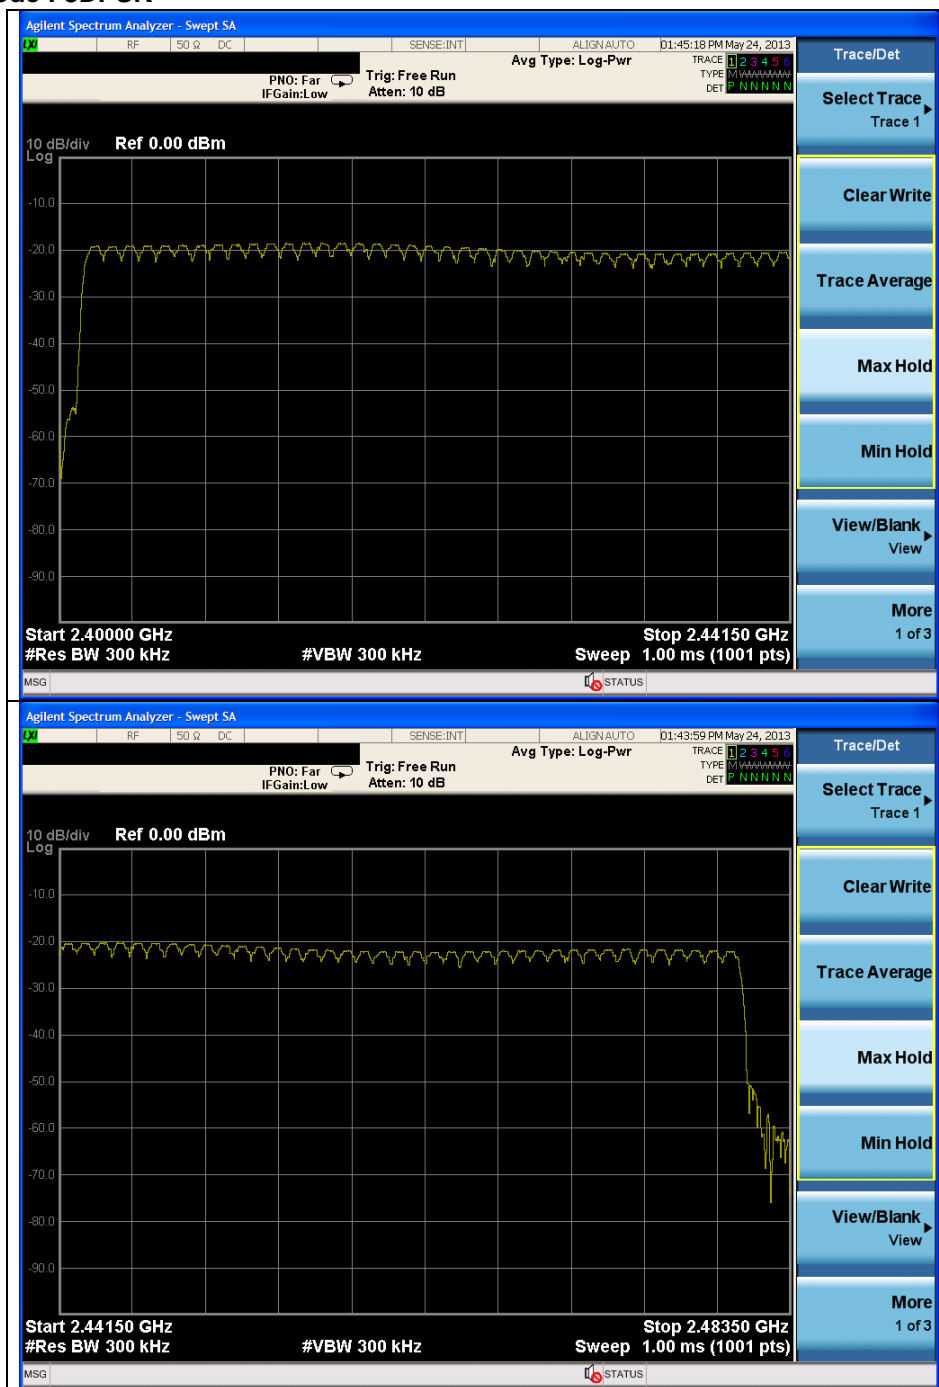 Agilent Spectrum Analyzer - Swept SA
LXI RF 50 Ω DC SENSE:INT ALIGN AUTO 01:45:18 PM May 24, 2013
Avg Type: Log-Pwr TRACE 1 2 3 4 5 6
PNO: Far Trig: Free Run TYPE M WWWWW
IFGain:Low Atten: 10 dB DET P N N N N N
Trace/Det
Select Trace
Trace 1
10 dB/div Ref 0.00 dBm
Log
-10.0
-20.0
-30.0
-40.0
-50.0
-60.0
-70.0
-80.0
-90.0
Clear Write
Trace Average
Max Hold
Min Hold
View/Blank
View
More
1 of 3
Start 2.40000 GHz Stop 2.44150 GHz
#Res BW 300 kHz #VBW 300 kHz Sweep 1.00 ms (1001 pts)
MSG STATUS
Agilent Spectrum Analyzer - Swept SA
LXI RF 50 Ω DC SENSE:INT ALIGN AUTO 01:43:59 PM May 24, 2013
Avg Type: Log-Pwr TRACE 1 2 3 4 5 6
PNO: Far Trig: Free Run TYPE M WWWWW
IFGain:Low Atten: 10 dB DET P N N N N N
Trace/Det
Select Trace
Trace 1
10 dB/div Ref 0.00 dBm
Log
-10.0
-20.0
-30.0
-40.0
-50.0
-60.0
-70.0
-80.0
-90.0
Clear Write
Trace Average
Max Hold
Min Hold
View/Blank
View
More
1 of 3
Start 2.44150 GHz Stop 2.48350 GHz
#Res BW 300 kHz #VBW 300 kHz Sweep 1.00 ms (1001 pts)
MSG STATUS